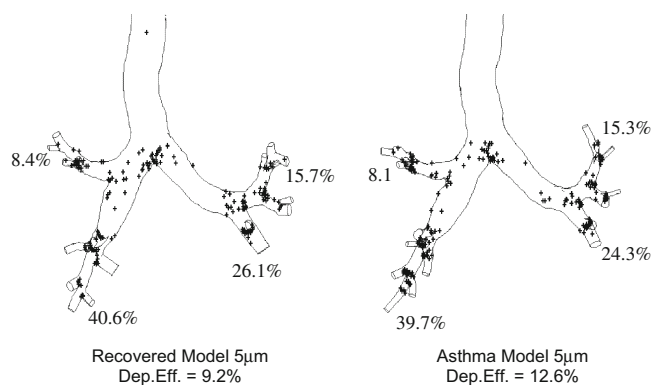 8.4%
15.7%
26.1%
40.6%
Recovered Model 5μm
Dep.Eff. = 9.2%
15.3%
8.1
24.3%
39.7%
Asthma Model 5μm
Dep.Eff. = 12.6%